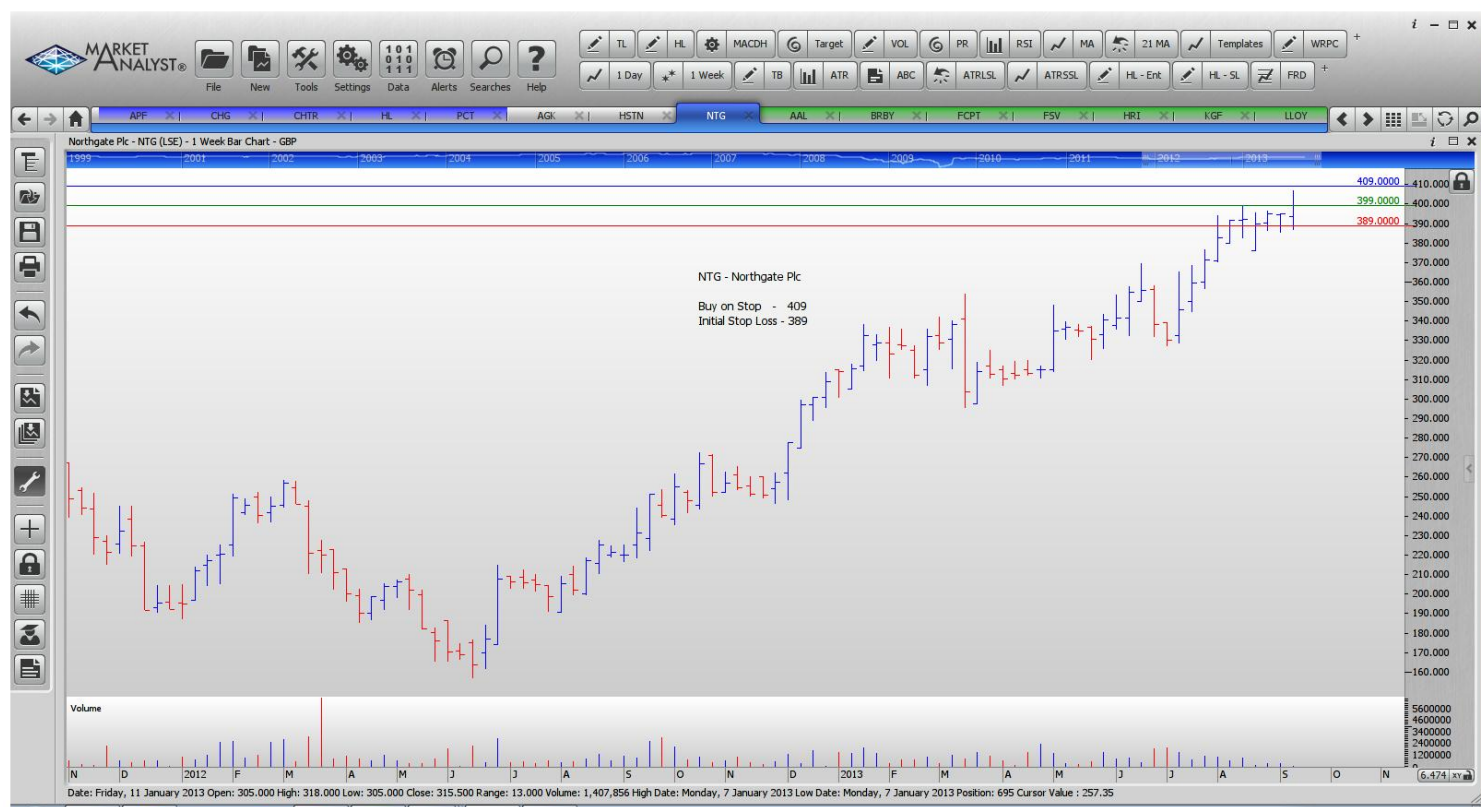 MARKET
ANALYST®
File New Tools Settings Data Alerts Searches Help
TL HL MACDH Target VOL PR RSI MA 21 MA Templates WRPC +
1 Day 1 Week TB ATR ABC ATRLSL ATRSSL HL - Ent HL - SL FRD +
APF CHG CHTR HL PCT AGK HSTN NTG AAL BRBY FCPT FSV HRI KGF LLOY
Northgate Plc - NTG (LSE) - 1 Week Bar Chart - GBP
1999 2001 2002 2003 2004 2005 2006 2007 2008 2009 2010 2011 2012 2013
409.0000
410.000
399.0000
400.000
389.0000
390.000
380.000
NTG - Northgate Plc
370.000
360.000
Buy on Stop - 409
350.000
Initial Stop Loss - 389
340.000
330.000
320.000
310.000
300.000
290.000
280.000
270.000
260.000
250.000
240.000
230.000
220.000
210.000
200.000
190.000
180.000
170.000
160.000
Volume
5600000
4600000
3400000
2400000
1200000
0
N D 2012 F M A M J J A S O N D 2013 F M A M J J A S O N
6.474 XY
Date: Friday, 11 January 2013 Open: 305.000 High: 318.000 Low: 305.000 Close: 315.500 Range: 13.000 Volume: 1,407,856 High Date: Monday, 7 January 2013 Low Date: Monday, 7 January 2013 Position: 695 Cursor Value : 257.35